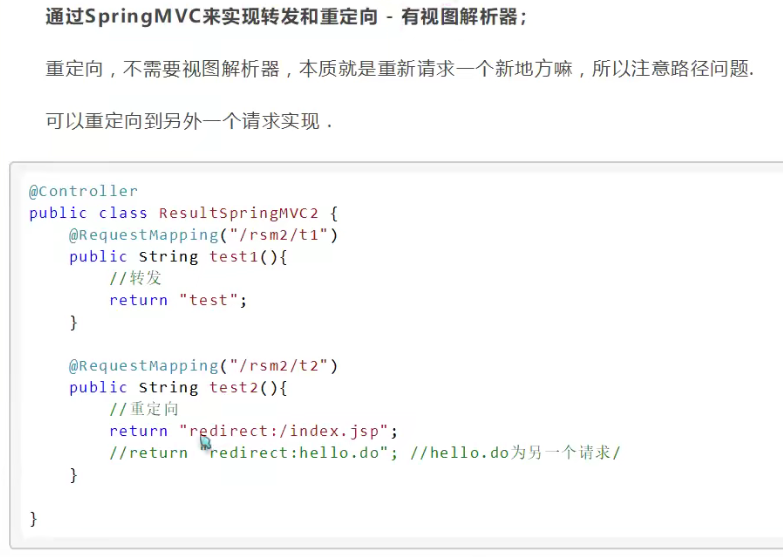 通过SpringMVC来实现转发和重定向 - 有视图解析器；
重定向，不需要视图解析器，本质就是重新请求一个新地方嘛，所以注意路径问题.
可以重定向到另外一个请求实现．
@Controller
public class ResultSpringMVC2 {
@RequestMapping("/rsm2/t1")
public String test1(){
//转发
return "test";
}
@RequestMapping("/rsm2/t2")
public String test2(){
//重定向
return "redirect:/index.jsp";
//return "redirect:hello.do"; //hello.do为另一个请求/
}
}